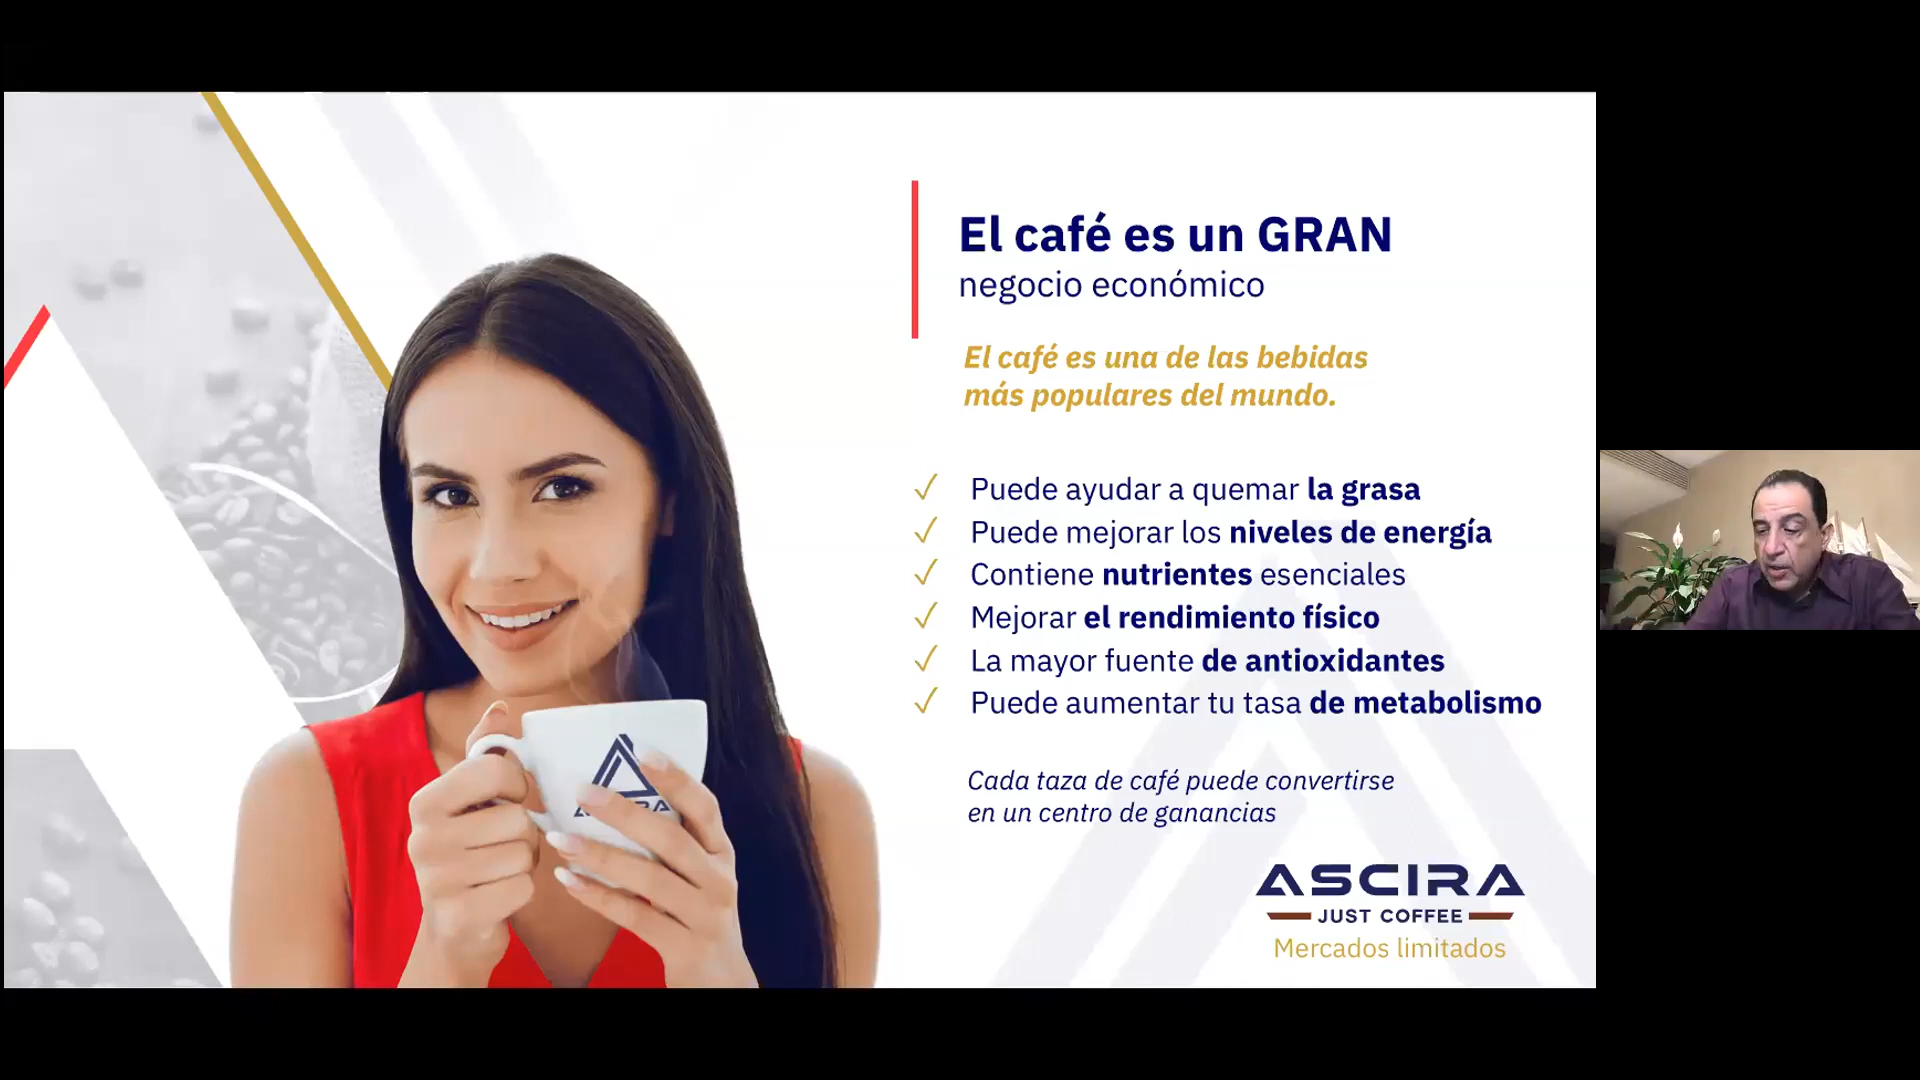 El café es un GRAN
negocio económico
El café es una de las bebidas
más populares del mundo.
Puede ayudar a quemar la grasa
Puede mejorar los niveles de energía
Contiene nutrientes esenciales
Mejorar el rendimiento físico
La mayor fuente de antioxidantes
Puede aumentar tu tasa de metabolismo
Cada taza de café puede convertirse
en un centro de ganancias
ASCIRA
JUST COFFEE
Mercados limitados